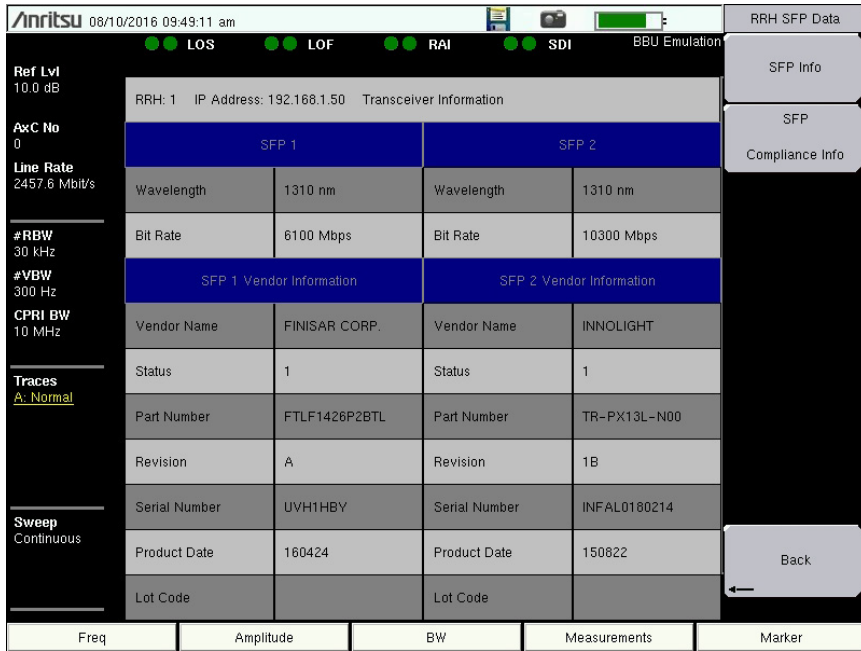 Anritsu 08/10/2016 09:49:11 am
RRH SFP Data
LOS LOF RAI SDI BBU Emulation
Ref Lvl
10.0 dB
AxC No
0
Line Rate
2457.6 Mbit/s
#RBW
30 kHz
#VBW
300 Hz
CPRI BW
10 MHz
Traces
A: Normal
Sweep
Continuous
RRH: 1 IP Address: 192.168.1.50 Transceiver Information
SFP 1 SFP 2
Wavelength 1310 nm Wavelength 1310 nm
Bit Rate 6100 Mbps Bit Rate 10300 Mbps
SFP 1 Vendor Information SFP 2 Vendor Information
Vendor Name FINISAR CORP. Vendor Name INNOLIGHT
Status 1 Status 1
Part Number FTLF1426P2BTL Part Number TR-PX13L-N00
Revision A Revision 1B
Serial Number UVH1HBY Serial Number INFAL0180214
Product Date 160424 Product Date 150822
Lot Code Lot Code
SFP Info
SFP
Compliance Info
Back
Freq Amplitude BW Measurements Marker